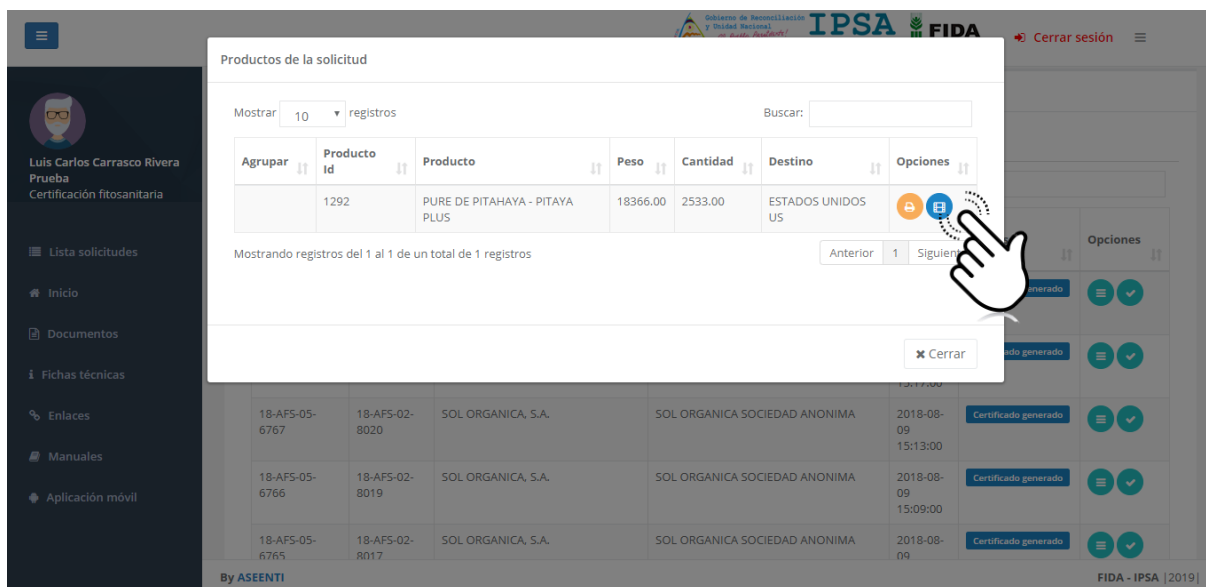 Gobierno de Reconciliación
y Unidad Nacional
IPSA
FIDA
Cerrar sesión
Productos de la solicitud
Mostrar 10 registros
Buscar:
Agrupar Producto Id Producto Peso Cantidad Destino Opciones
1292 PURE DE PITAHAYA - PITAYA PLUS 18366.00 2533.00 ESTADOS UNIDOS US
Mostrando registros del 1 al 1 de un total de 1 registros
Anterior 1 Siguien
Cerrar
Luis Carlos Carrasco Rivera
Prueba
Certificación fitosanitaria
Lista solicitudes
Inicio
Documentos
Fichas técnicas
Enlaces
Manuales
Aplicación móvil
Opciones
generado
ado generado
15:17:00
18-AFS-05-6767 18-AFS-02-8020 SOL ORGANICA, S.A. SOL ORGANICA SOCIEDAD ANONIMA 2018-08-09 15:13:00 Certificado generado
18-AFS-05-6766 18-AFS-02-8019 SOL ORGANICA, S.A. SOL ORGANICA SOCIEDAD ANONIMA 2018-08-09 15:09:00 Certificado generado
18-AFS-05-6765 18-AFS-02-8017 SOL ORGANICA, S.A. SOL ORGANICA SOCIEDAD ANONIMA 2018-08-09 Certificado generado
By ASEENTI
FIDA - IPSA |2019|